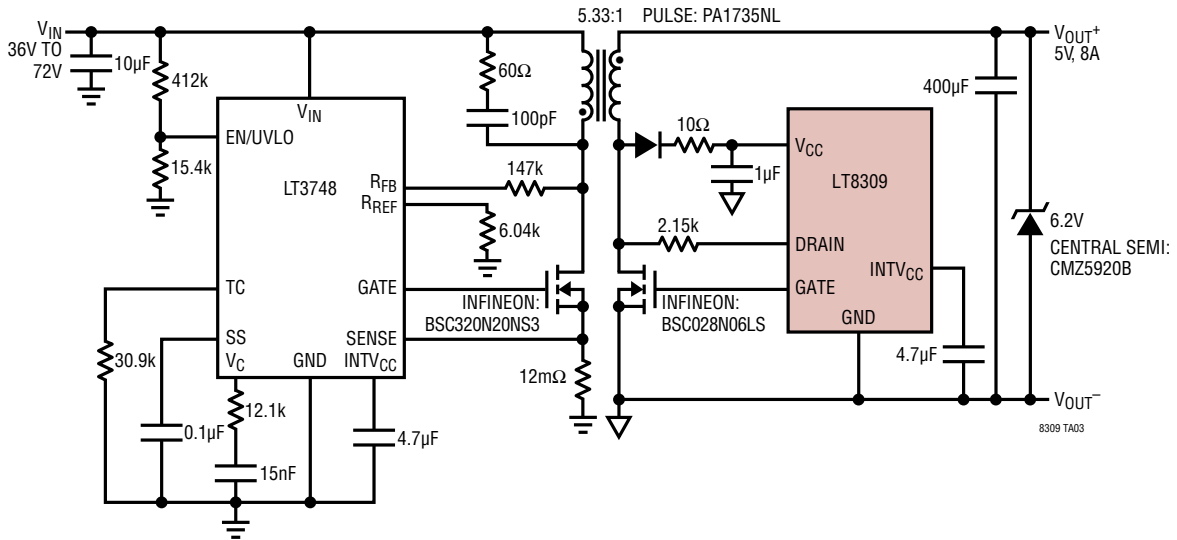 5.33:1 PULSE: PA1735NL
VIN
36V TO
72V
10µF
412k
15.4k
60Ω
100pF
VIN
EN/UVLO
LT3748
RFB
RREF
147k
6.04k
TC
GATE
SS
SENSE
VC
GND
INTVCC
30.9k
0.1µF
12.1k
15nF
4.7µF
12mΩ
INFINEON:
BSC320N20NS3
INFINEON:
BSC028N06LS
10Ω
1µF
2.15k
VCC
LT8309
DRAIN
INTVCC
GATE
GND
4.7µF
400µF
VOUT+
5V, 8A
6.2V
CENTRAL SEMI:
CMZ5920B
VOUT–
8309 TA03